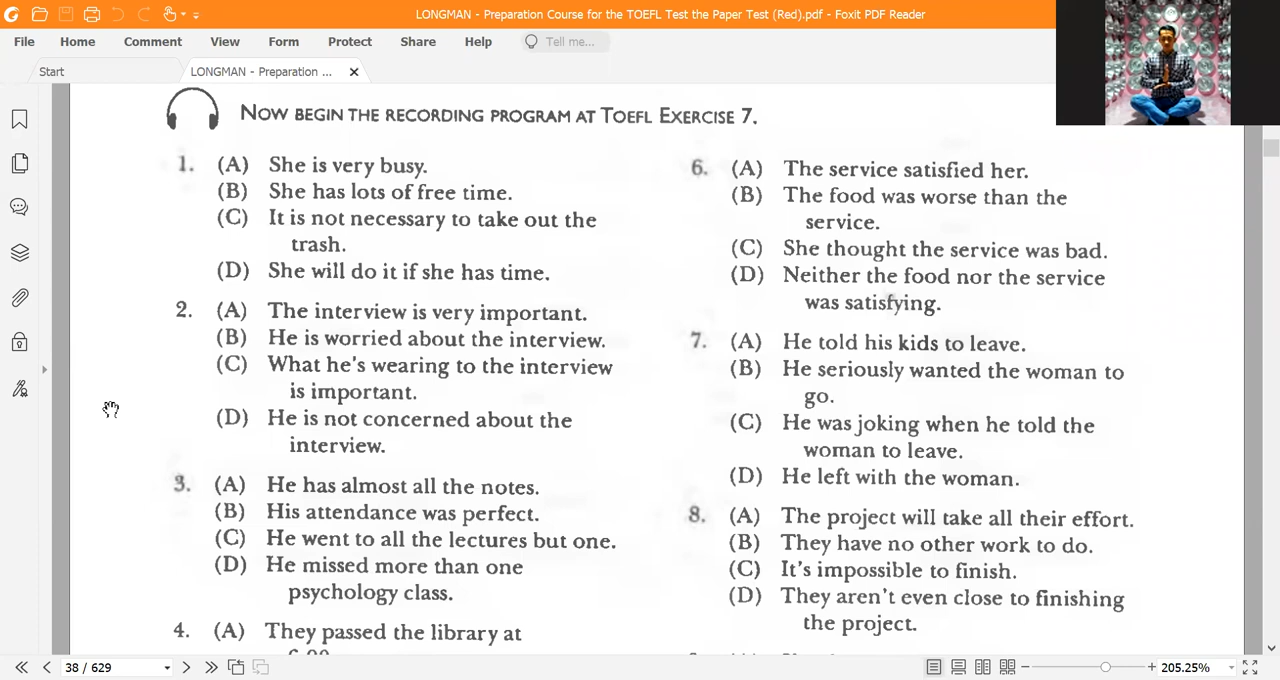 LONGMAN - Preparation Course for the TOEFL Test the Paper Test (Red).pdf - Foxit PDF Reader
File Home Comment View Form Protect Share Help Tell me...
Start LONGMAN - Preparation ...
NOW BEGIN THE RECORDING PROGRAM AT TOEFL EXERCISE 7.
1. (A) She is very busy.
(B) She has lots of free time.
(C) It is not necessary to take out the
trash.
(D) She will do it if she has time.
2. (A) The interview is very important.
(B) He is worried about the interview.
(C) What he's wearing to the interview
is important.
(D) He is not concerned about the
interview.
3. (A) He has almost all the notes.
(B) His attendance was perfect.
(C) He went to all the lectures but one.
(D) He missed more than one
psychology class.
4. (A) They passed the library at
6. (A) The service satisfied her.
(B) The food was worse than the
service.
(C) She thought the service was bad.
(D) Neither the food nor the service
was satisfying.
7. (A) He told his kids to leave.
(B) He seriously wanted the woman to
go.
(C) He was joking when he told the
woman to leave.
(D) He left with the woman.
8. (A) The project will take all their effort.
(B) They have no other work to do.
(C) It's impossible to finish.
(D) They aren't even close to finishing
the project.
38 / 629 205.25%